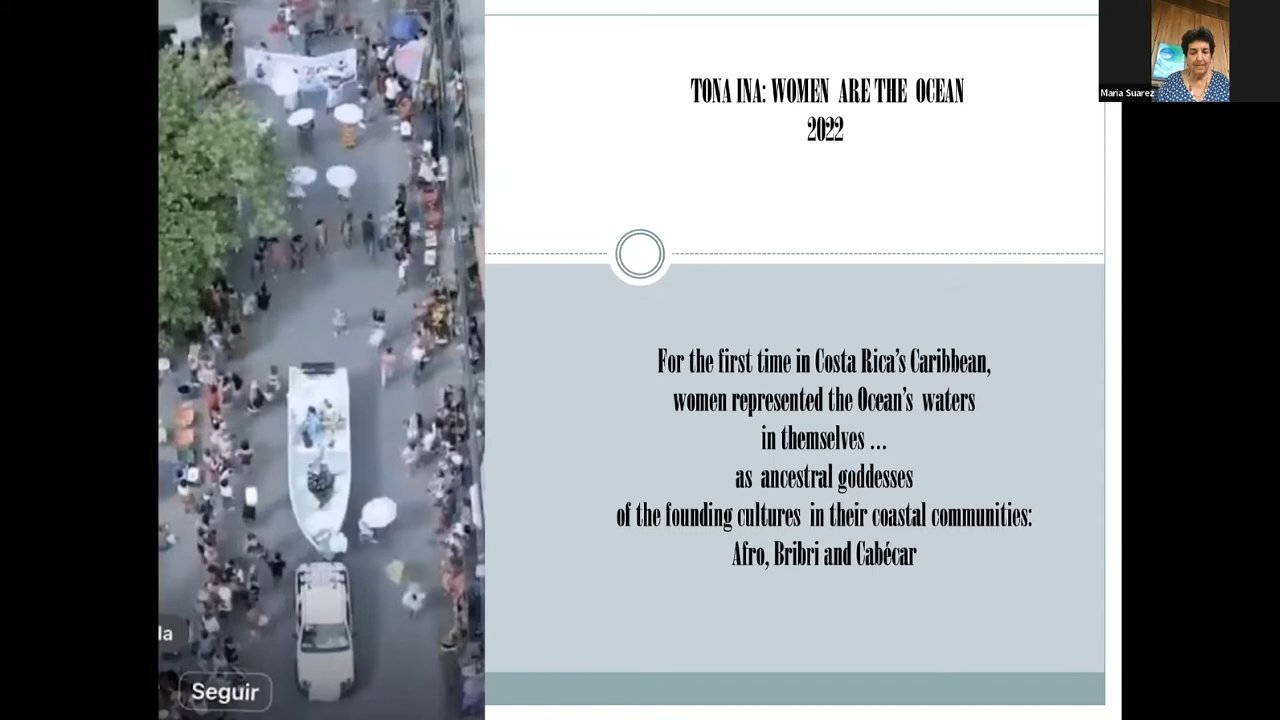 TONA INA: WOMEN ARE THE OCEAN
2022
Maria Suarez
For the first time in Costa Rica's Caribbean,
women represented the Ocean's waters
in themselves ...
as ancestral goddesses
of the founding cultures in their coastal communities:
Afro, Bribri and Cabécar
la
Seguir